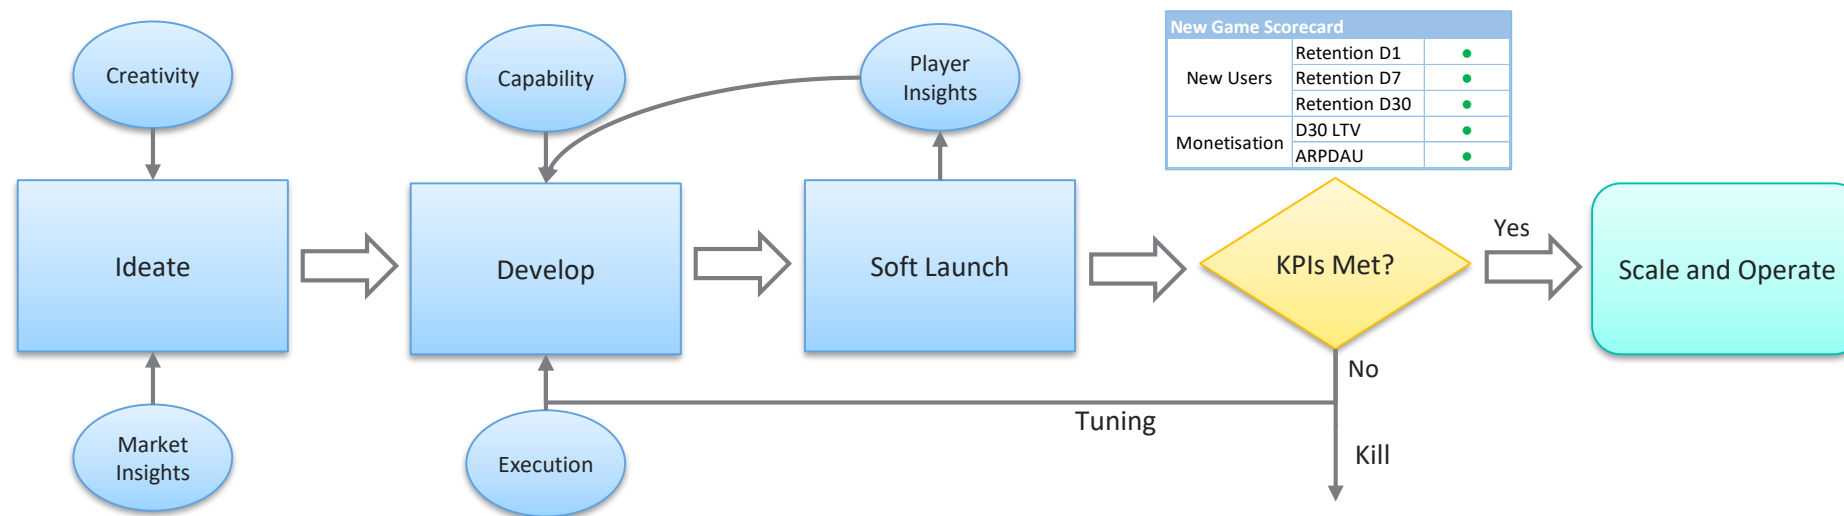 New Game Scorecard
New Users
Retention D1
Retention D7
Retention D30
Monetisation
D30 LTV
ARPDAU
Creativity
Capability
Player
Insights
Ideate
Develop
Soft Launch
KPIs Met?
Yes
Scale and Operate
No
Tuning
Kill
Market
Insights
Execution